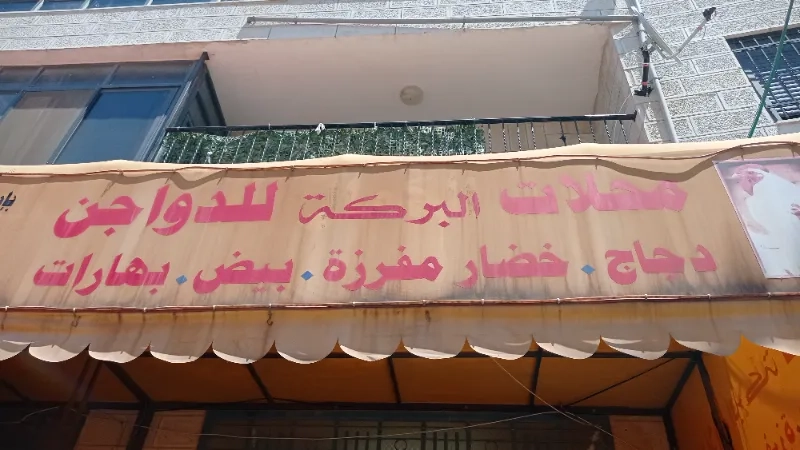 محلات البركة للدواجن
دجاج. خضار مفرزة. بيض. بهارات